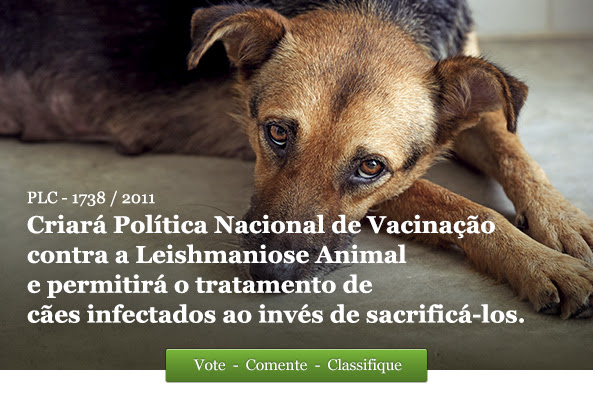 PLC - 1738 / 2011
Criará Política Nacional de Vacinação
contra a Leishmaniose Animal
e permitirá o tratamento de
cães infectados ao invés de sacrificá-los.
Vote - Comente - Classifique